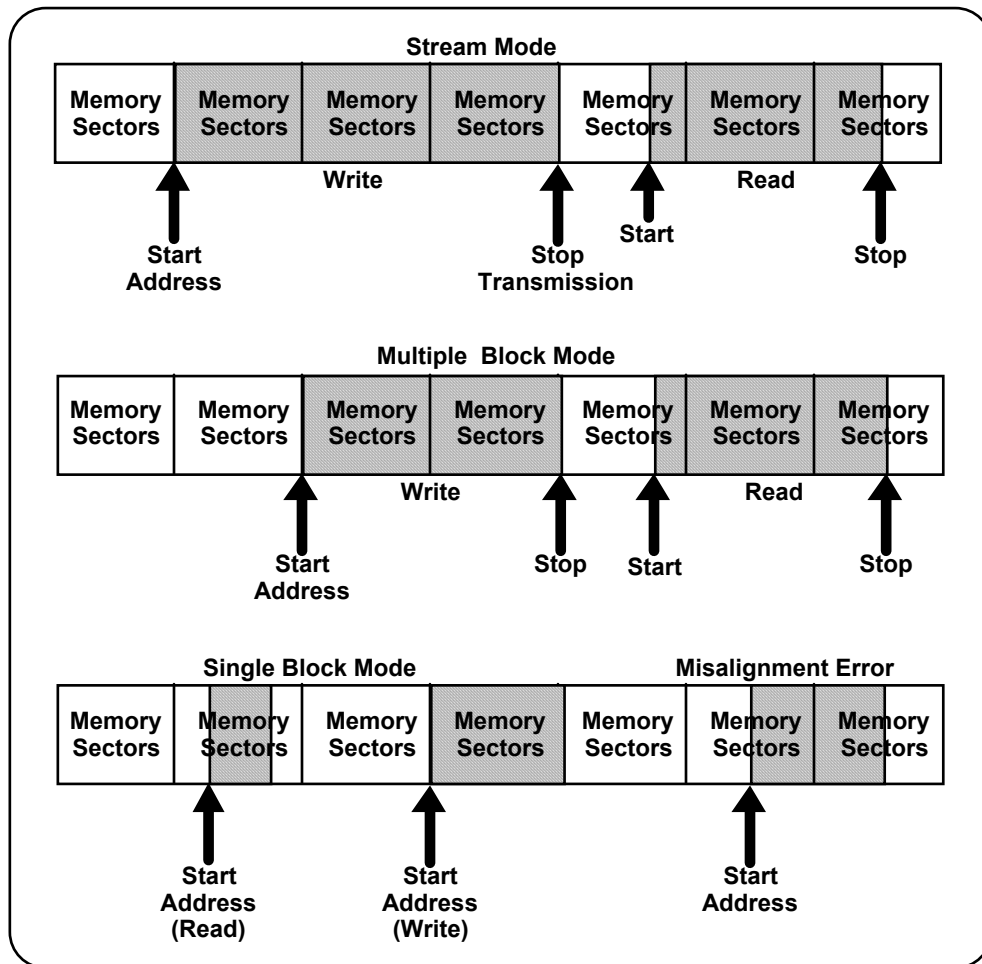 Stream Mode
Memory Memory Memory Memory Memory Memory Memory
Sectors Sectors Sectors Sectors Sectors Sectors Sectors
Write Read
Start Stop Start Stop
Address Transmission
Multiple Block Mode
Memory Memory Memory Memory Memory Memory Memory
Sectors Sectors Sectors Sectors Sectors Sectors Sectors
Write Read
Start Stop Start Stop
Address
Single Block Mode Misalignment Error
Memory Memory Memory Memory Memory Memory Memory
Sectors Sectors Sectors Sectors Sectors Sectors Sectors
Start Start Start
Address Address Address
(Read) (Write)